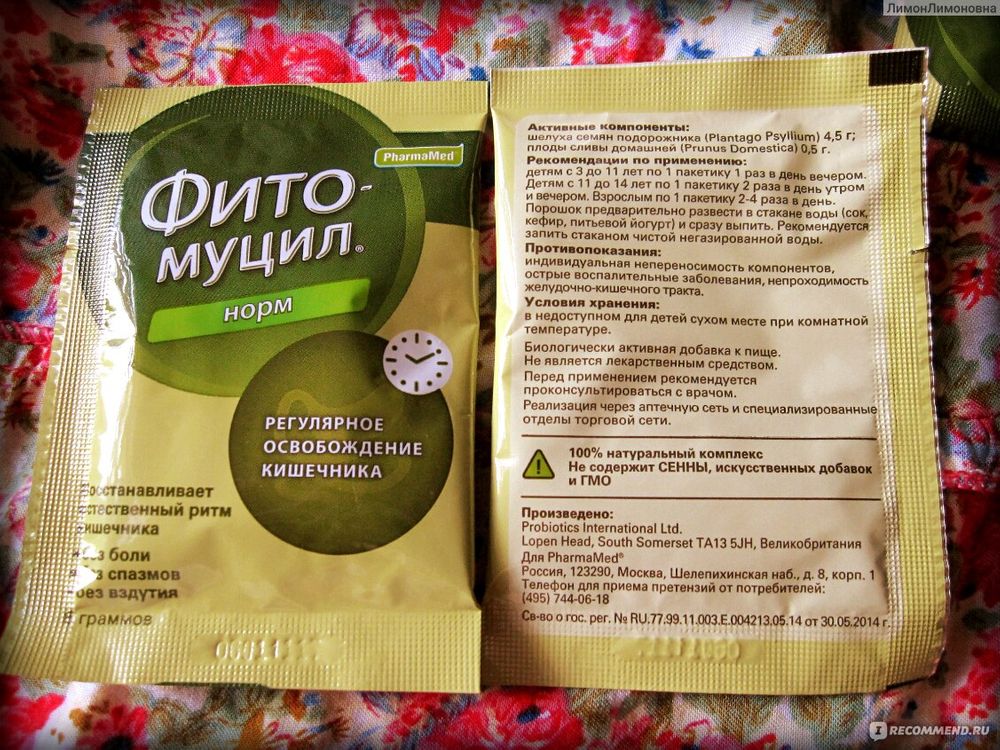 ЛимонЛимоновна
PharmaMed
ФИТО-
МУЦИЛ®
НОРМ
РЕГУЛЯРНОЕ
ОСВОБОЖДЕНИЕ
КИШЕЧНИКА
восстанавливает
естественный ритм
кишечника
без боли
без спазмов
без вздутия
граммов
Активные компоненты:
шелуха семян подорожника (Plantago Psyllium) 4,5 г;
плоды сливы домашней (Prunus Domestica) 0,5 г.
Рекомендации по применению:
детям с 3 до 11 лет по 1 пакетику 1 раз в день вечером.
Детям с 11 до 14 лет по 1 пакетику 2 раза в день утром
и вечером. Взрослым по 1 пакетику 2-4 раза в день.
Порошок предварительно развести в стакане воды (сок,
кефир, питьевой йогурт) и сразу выпить. Рекомендуется
запить стаканом чистой негазированной воды.
Противопоказания:
индивидуальная непереносимость компонентов,
острые воспалительные заболевания, непроходимость
желудочно-кишечного тракта.
Условия хранения:
в недоступном для детей сухом месте при комнатной
температуре.
Биологически активная добавка к пище.
Не является лекарственным средством.
Перед применением рекомендуется
проконсультироваться с врачом.
Реализация через аптечную сеть и специализированные
отделы торговой сети.
100% натуральный комплекс
Не содержит СЕННЫ, искусственных добавок
и ГМО
Произведено:
Probiotics International Ltd.
Lopen Head, South Somerset TA13 5JH, Великобритания
Для PharmaMed®
Россия, 123290, Москва, Шелепихинская наб., д. 8, корп. 1
Телефон для приема претензий от потребителей:
(495) 744-06-18
Св-во о гос. рег. № RU.77.99.11.003.Е.004213.05.14 от 30.05.2014 г.
IRECOMMEND.RU